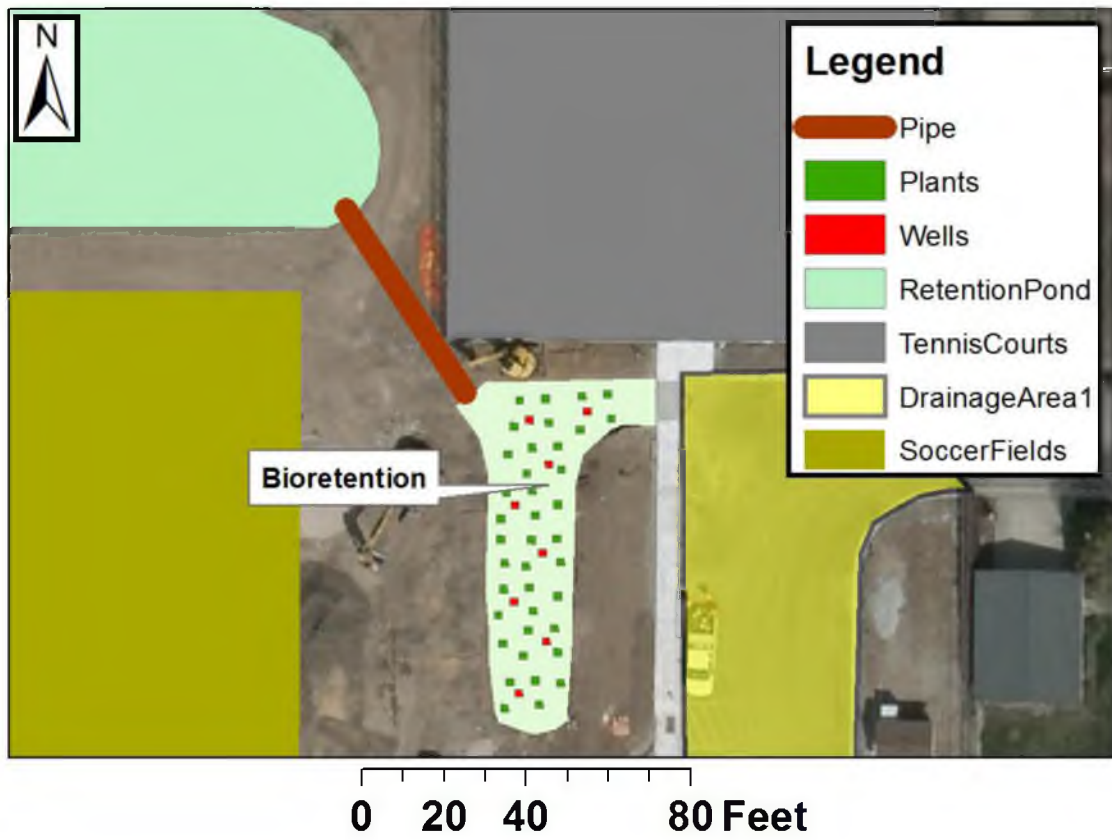 N
Legend
Pipe
Plants
Wells
RetentionPond
TennisCourts
DrainageArea1
SoccerFields
Bioretention
0 20 40 80 Feet